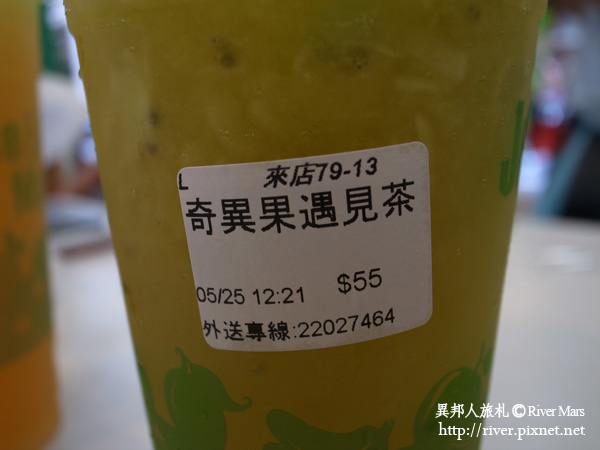 L 來店79-13
奇異果遇見茶
05/25 12:21 $55
外送專線:22027464
J
異邦人旅札 © River Mars
http://river.pixnet.net